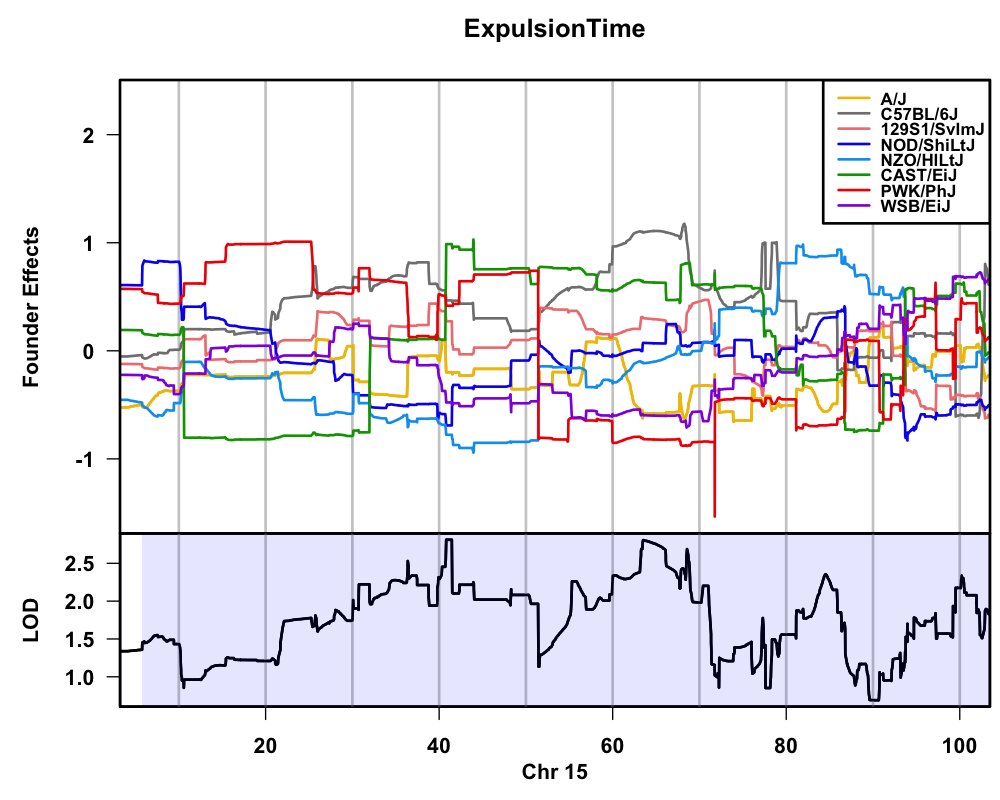 ExpulsionTime
A/J
C57BL/6J
129S1/SvImJ
NOD/ShiLtJ
NZO/HlLtJ
CAST/EiJ
PWK/PhJ
WSB/EiJ
Founder Effects
2
1
0
-1
LOD
2.5
2.0
1.5
1.0
20 40 60 80 100
Chr 15